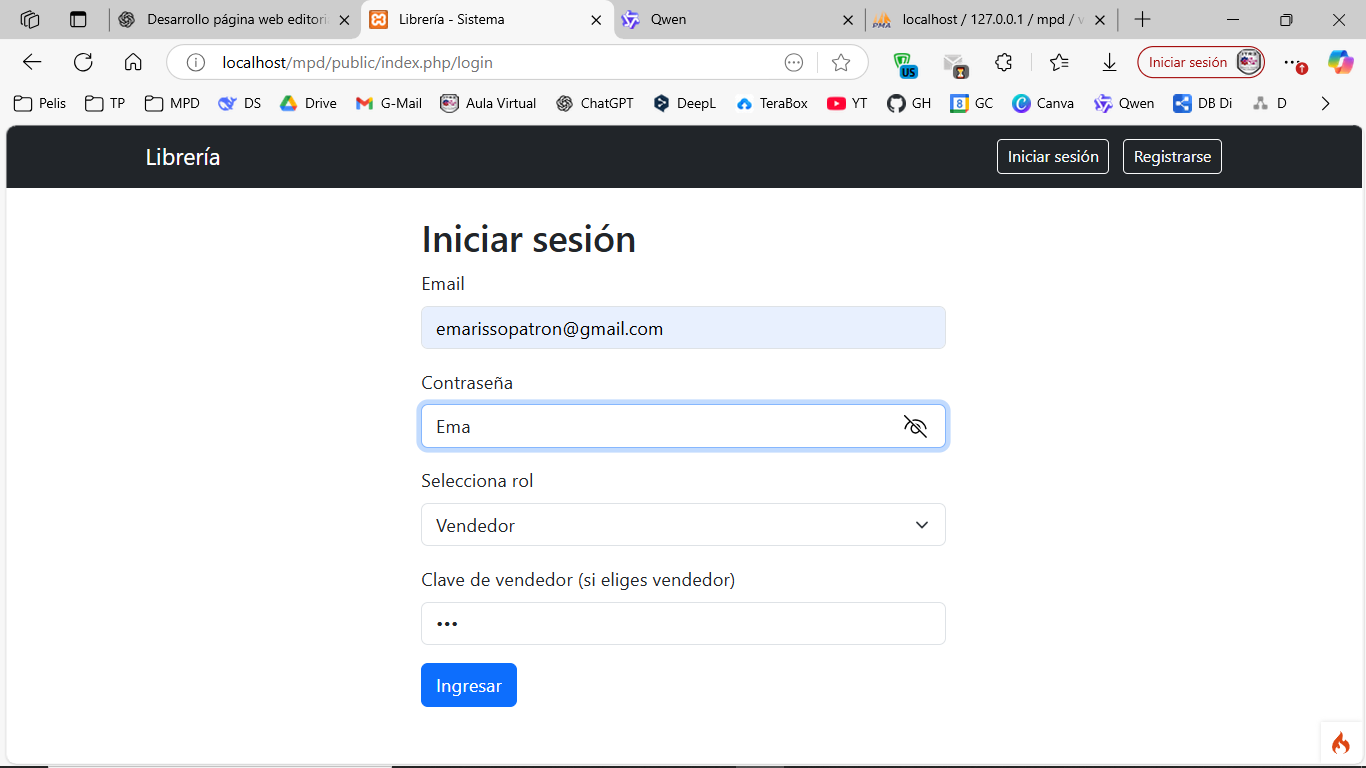 Desarrollo página web editori
Librería - Sistema
Qwen
PMA
localhost / 127.0.0.1 / mpd / v
localhost/mpd/public/index.php/login
US
Iniciar sesión
Pelis
TP
MPD
DS
Drive
G-Mail
Aula Virtual
ChatGPT
DeepL
TeraBox
YT
GH
8
GC
C
Canva
Qwen
DB Di
D
Librería
Iniciar sesión
Registrarse
Iniciar sesión
Email
emarissopatron@gmail.com
Contraseña
Ema
Selecciona rol
Vendedor
Clave de vendedor (si eliges vendedor)
•••
Ingresar